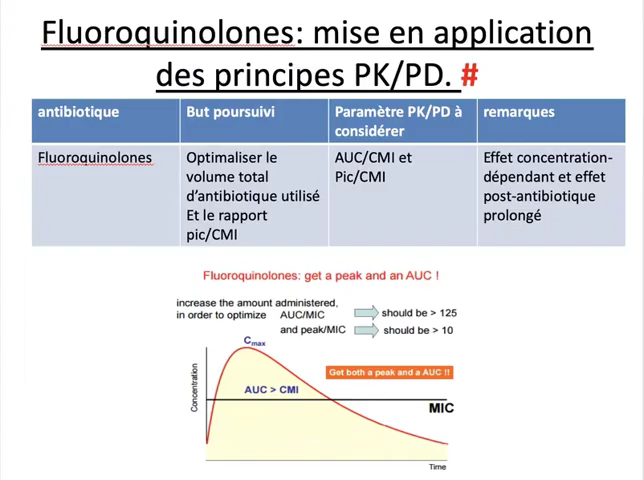 Fluoroquinolones: mise en application
des principes PK/PD. #
antibiotique
But poursuivi
Paramètre PK/PD à
considérer
remarques
Fluoroquinolones
Optimaliser le
volume total
d'antibiotique utilisé
Et le rapport
pic/CMI
AUC/CMI et
Pic/CMI
Effet concentration-
dépendant et effet
post-antibiotique
prolongé
Fluoroquinolones: get a peak and an AUC !
increase the amount administered,
in order to optimize AUC/MIC should be > 125
and peak/MIC should be > 10
Cmax
Get both a peak and a AUC !!
AUC > CMI
MIC
Concentration
Time